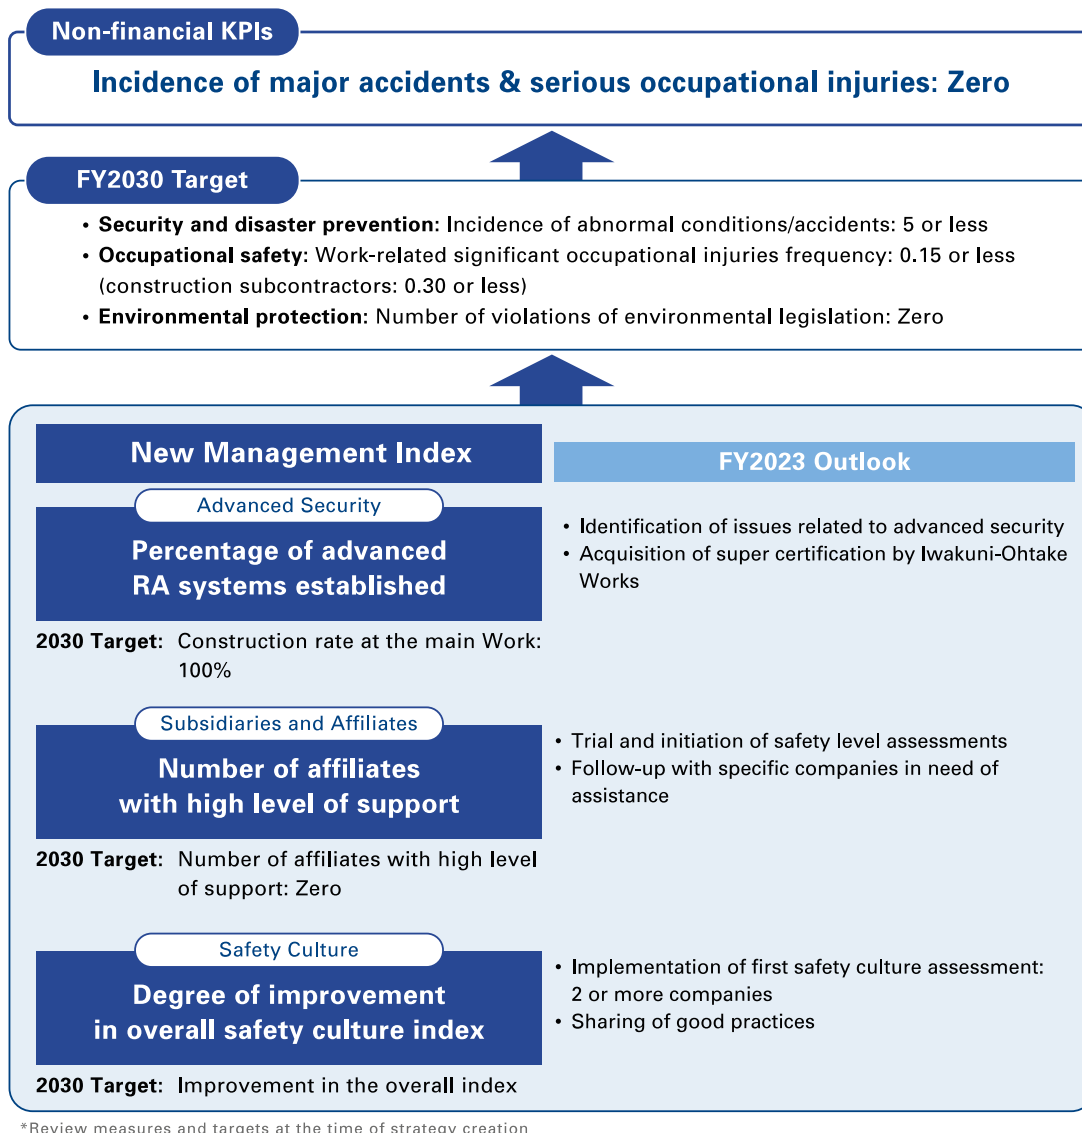 Non-financial KPIs
Incidence of major accidents & serious occupational injuries: Zero
FY2030 Target
• Security and disaster prevention: Incidence of abnormal conditions/accidents: 5 or less
• Occupational safety: Work-related significant occupational injuries frequency: 0.15 or less
(construction subcontractors: 0.30 or less)
• Environmental protection: Number of violations of environmental legislation: Zero
New Management Index
FY2023 Outlook
Advanced Security
Percentage of advanced
RA systems established
2030 Target: Construction rate at the main Work:
100%
• Identification of issues related to advanced security
• Acquisition of super certification by Iwakuni-Ohtake
Works
Subsidiaries and Affiliates
Number of affiliates
with high level of support
2030 Target: Number of affiliates with high level
of support: Zero
• Trial and initiation of safety level assessments
• Follow-up with specific companies in need of
assistance
Safety Culture
Degree of improvement
in overall safety culture index
2030 Target: Improvement in the overall index
• Implementation of first safety culture assessment:
2 or more companies
• Sharing of good practices
*Review measures and targets at the time of strategy creation